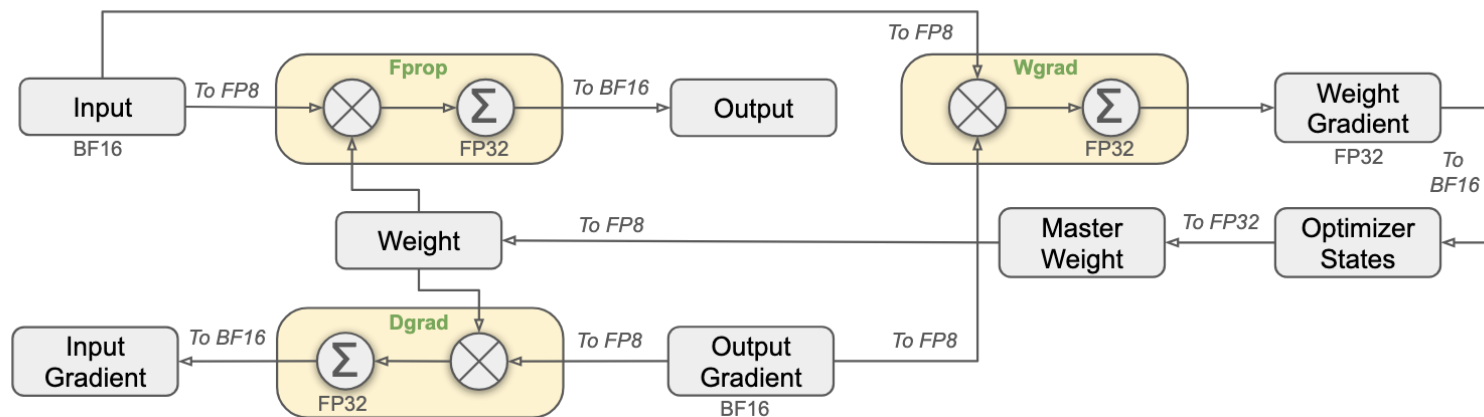 To FP8
Fprop
Wgrad
Input
BF16
To FP8
Σ
FP32
To BF16
Output
Σ
FP32
Weight
Gradient
FP32
To
BF16
Weight
To FP8
Master
Weight
To FP32
Optimizer
States
Dgrad
Input
Gradient
To BF16
Σ
FP32
To FP8
Output
Gradient
BF16
To FP8